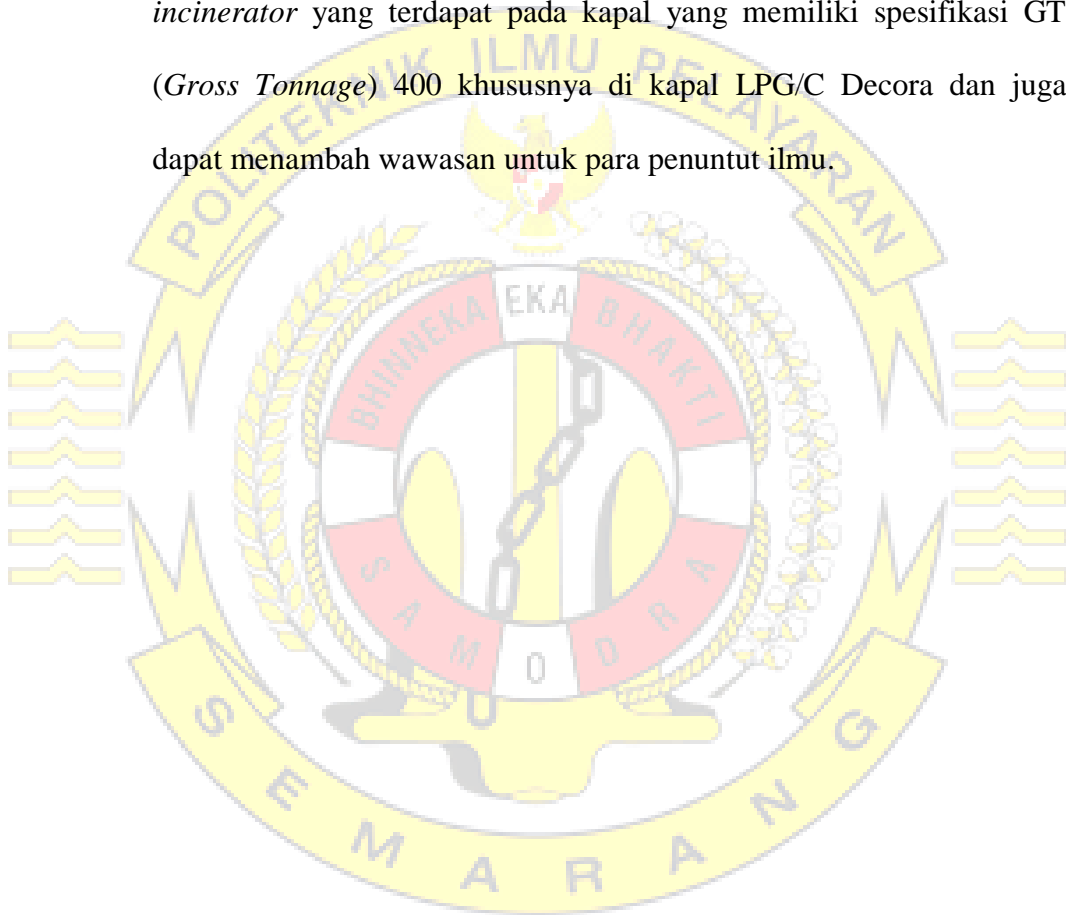 incinerator yang terdapat pada kapal yang memiliki spesifikasi GT
(Gross Tonnage) 400 khususnya di kapal LPG/C Decora dan juga
dapat menambah wawasan untuk para penuntut ilmu.
POLITEKNIK ILMU PELAYARAN
BHINNEKA EKA BHAKTI
SAMODRA
SEMARANG